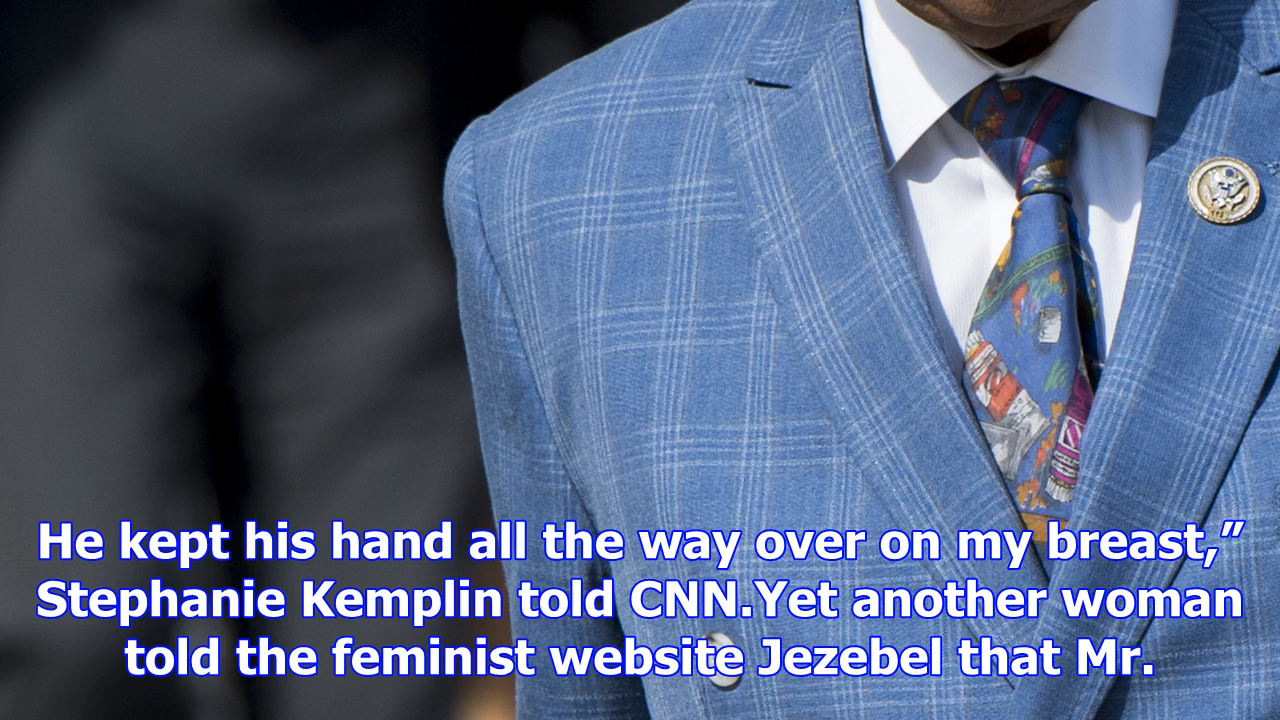 He kept his hand all the way over on my breast,”
Stephanie Kemplin told CNN.Yet another woman
told the feminist website Jezebel that Mr.